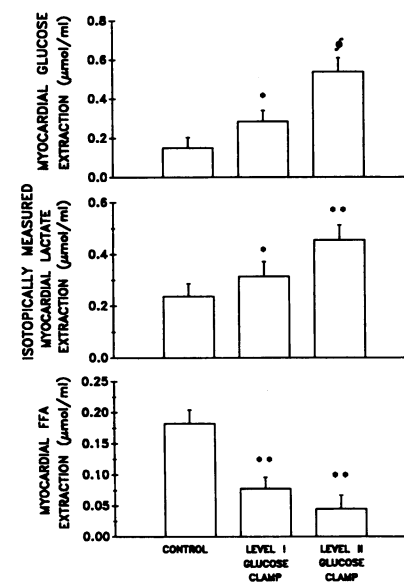 MYOCARDIAL GLUCOSE
EXTRACTION (μmol/ml)
0.8
0.6
0.4
0.2
0.0
*
∮
ISOTOPICALLY MEASURED
MYOCARDIAL LACTATE
EXTRACTION (μmol/ml)
0.6
0.4
0.2
0.0
*
**
MYOCARDIAL FFA
EXTRACTION (μmol/ml)
0.25
0.20
0.15
0.10
0.05
0.00
**
**
CONTROL
LEVEL I
GLUCOSE
CLAMP
LEVEL II
GLUCOSE
CLAMP